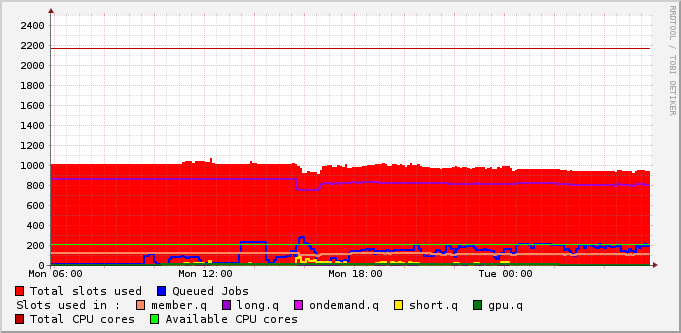 2400
2200
2000
1800
1600
1400
1200
1000
800
600
400
200
0
Mon 06:00 Mon 12:00 Mon 18:00 Tue 00:00
RRDTOOL / TOBI OETIKER
Total slots used Queued Jobs
Slots used in : member.q long.q ondemand.q short.q gpu.q
Total CPU cores Available CPU cores